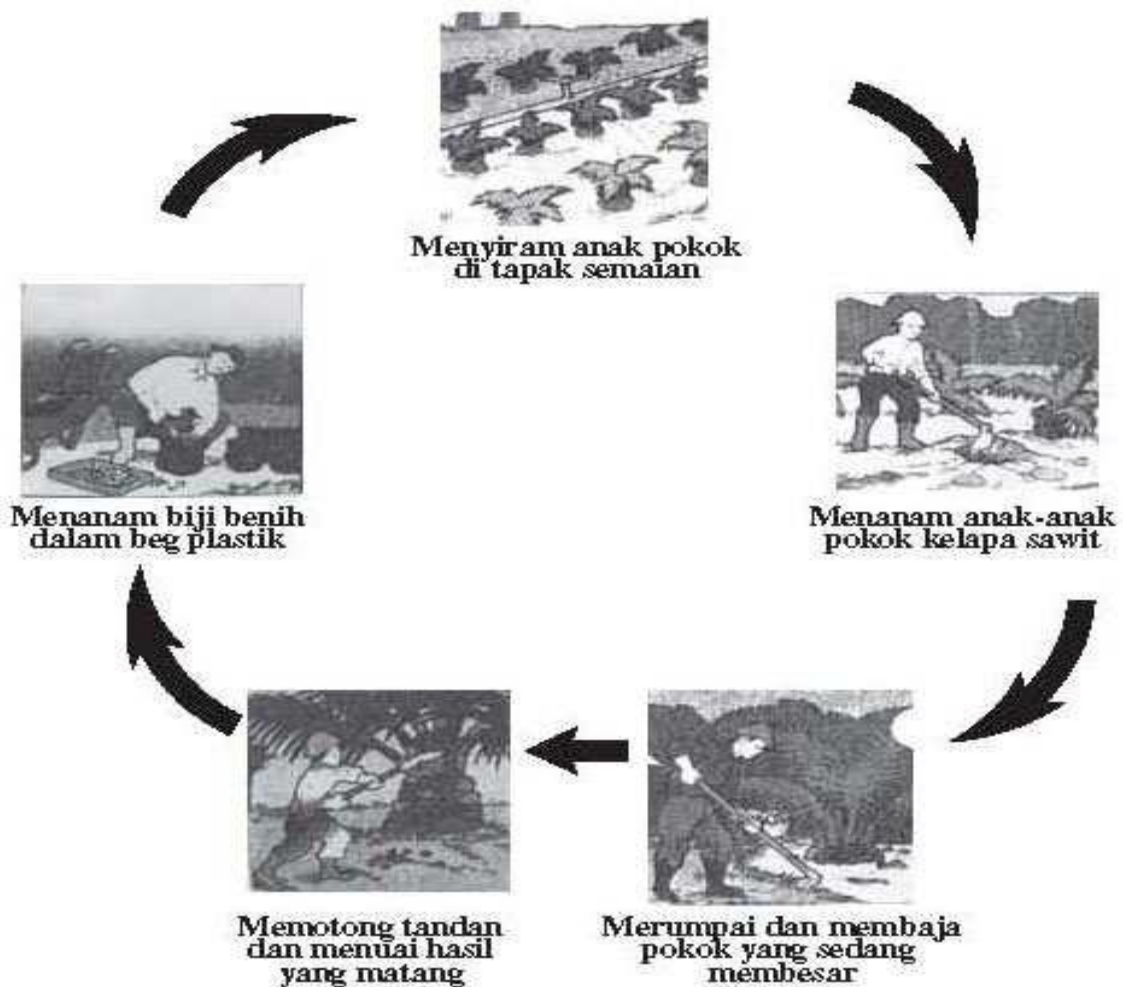 Menyiram anak pokok
di tapak semaian
Menanam biji benih
dalam beg plastik
Menanam anak-anak
pokok kelapa sawit
Memotong tandan
dan menuai hasil
yang matang
Merumpai dan membaja
pokok yang sedang
membesar